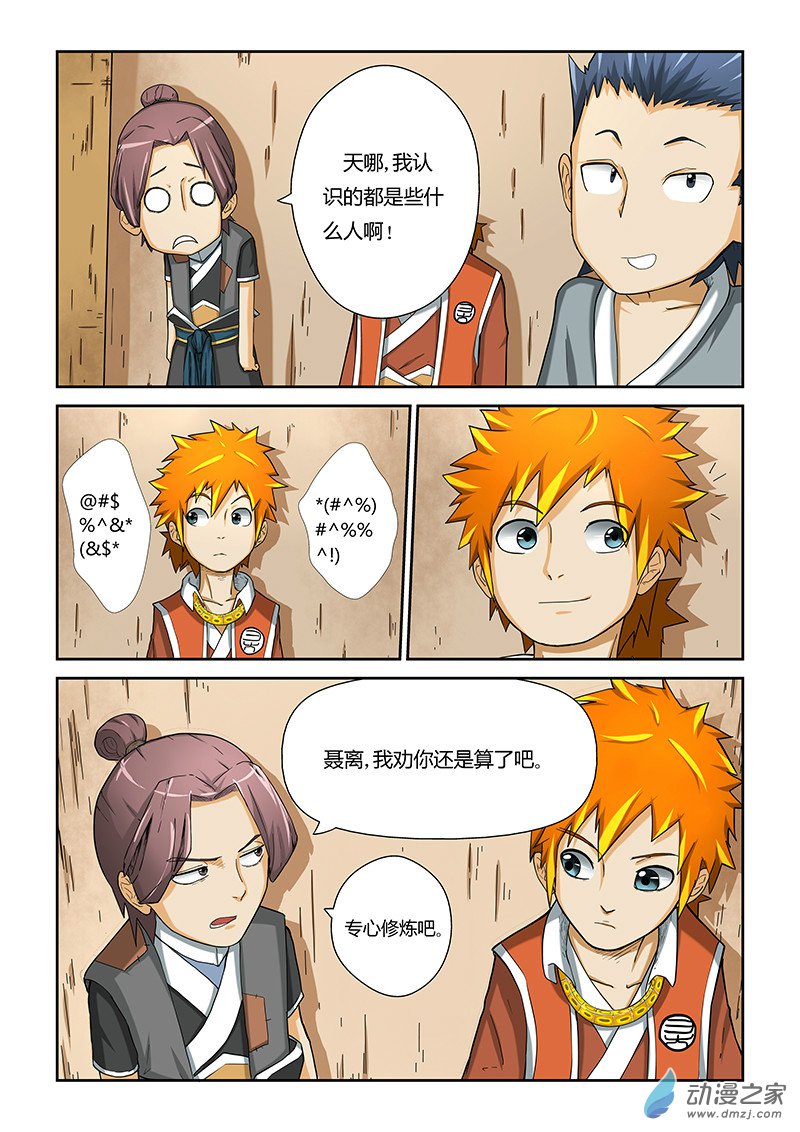 天哪,我认
识的都是些什
么人啊!
@#$
%^&*
(&$*
*(#^%)
#^%%
^!)
聂离,我劝你还是算了吧。
专心修炼吧。
动漫之家
www.dmzj.com